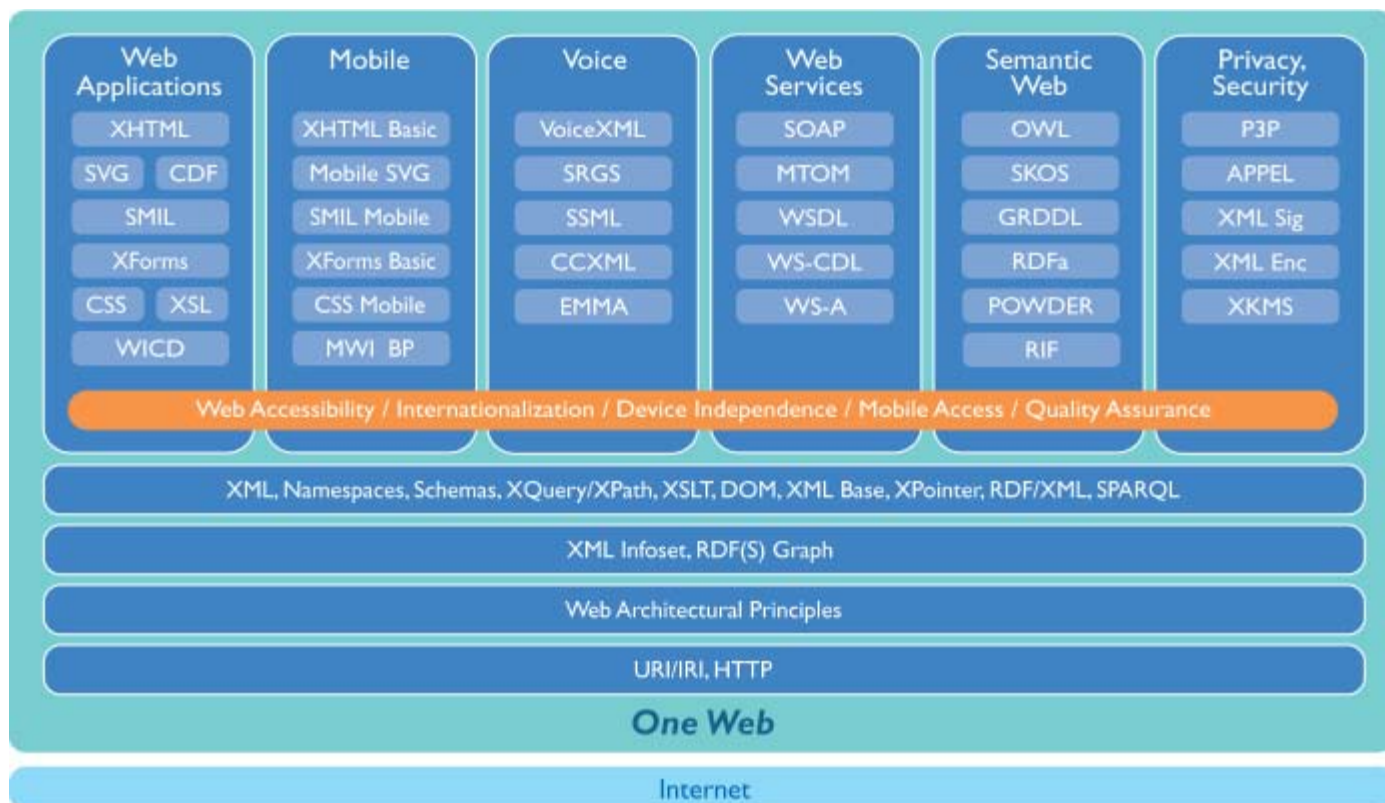 Web
Applications
XHTML
SVG CDF
SMIL
XForms
CSS XSL
WICD
Mobile
XHTML Basic
Mobile SVG
SMIL Mobile
XForms Basic
CSS Mobile
MWI BP
Voice
VoiceXML
SRGS
SSML
CCXML
EMMA
Web
Services
SOAP
MTOM
WSDL
WS-CDL
WS-A
Semantic
Web
OWL
SKOS
GRDDL
RDFa
POWDER
RIF
Privacy,
Security
P3P
APPEL
XML Sig
XML Enc
XKMS
Web Accessibility / Internationalization / Device Independence / Mobile Access / Quality Assurance
XML, Namespaces, Schemas, XQuery/XPath, XSLT, DOM, XML Base, XPointer, RDF/XML, SPARQL
XML Infoset, RDF(S) Graph
Web Architectural Principles
URI/IRI, HTTP
One Web
Internet